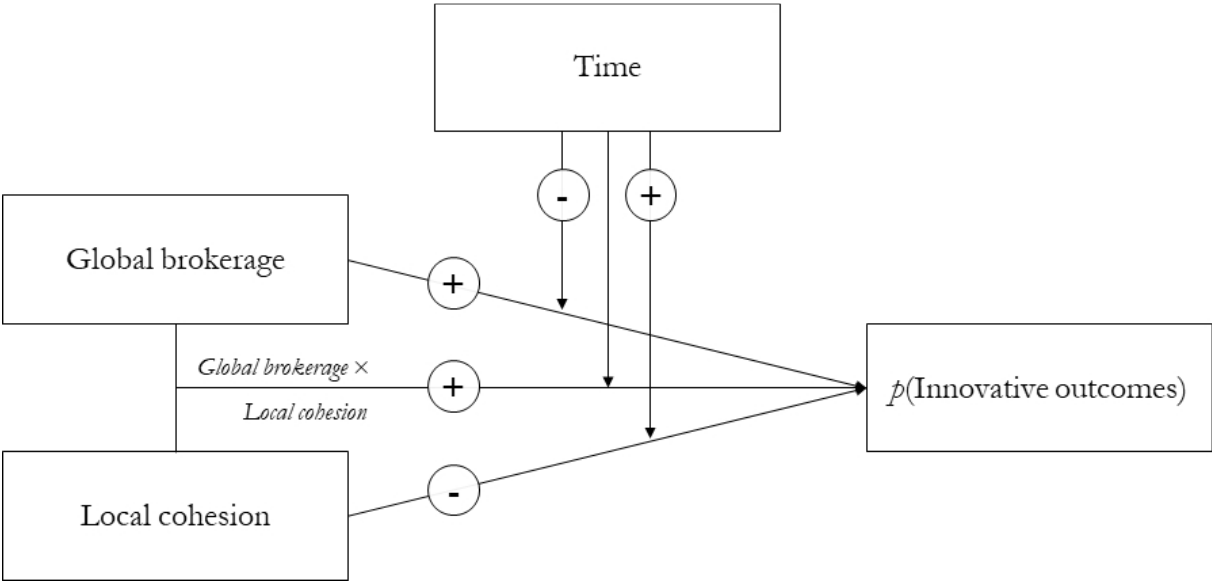 Time
-
+
Global brokerage
+
Global brokerage ×
+
Local cohesion
p(Innovative outcomes)
-
Local cohesion